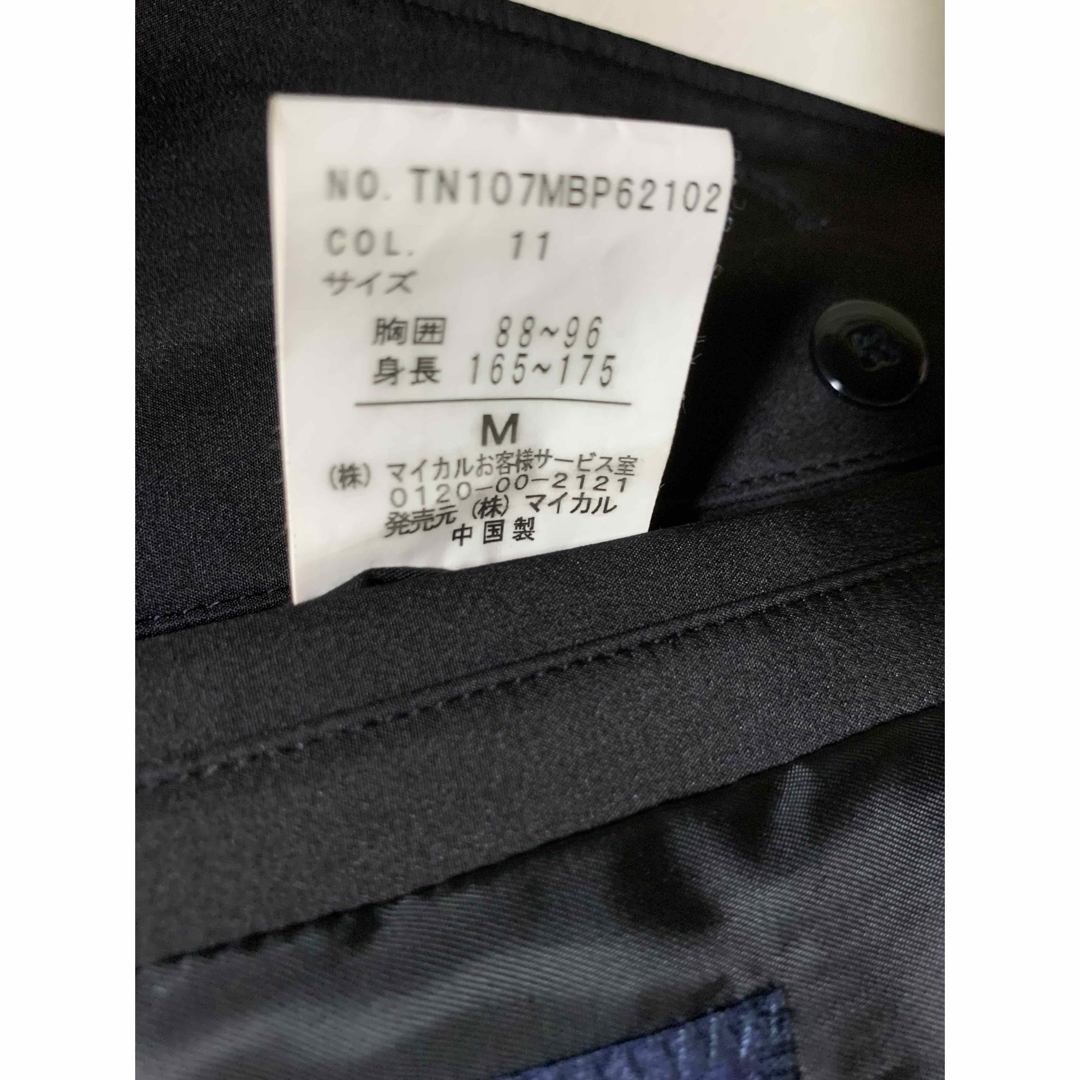 NO. TN107MBP62102
COL. 11
サイズ
胸囲 88~96
身長 165~175
M
(株) マイカルお客様サービス室
0120-00-2121
発売元 (株) マイカル
中国製